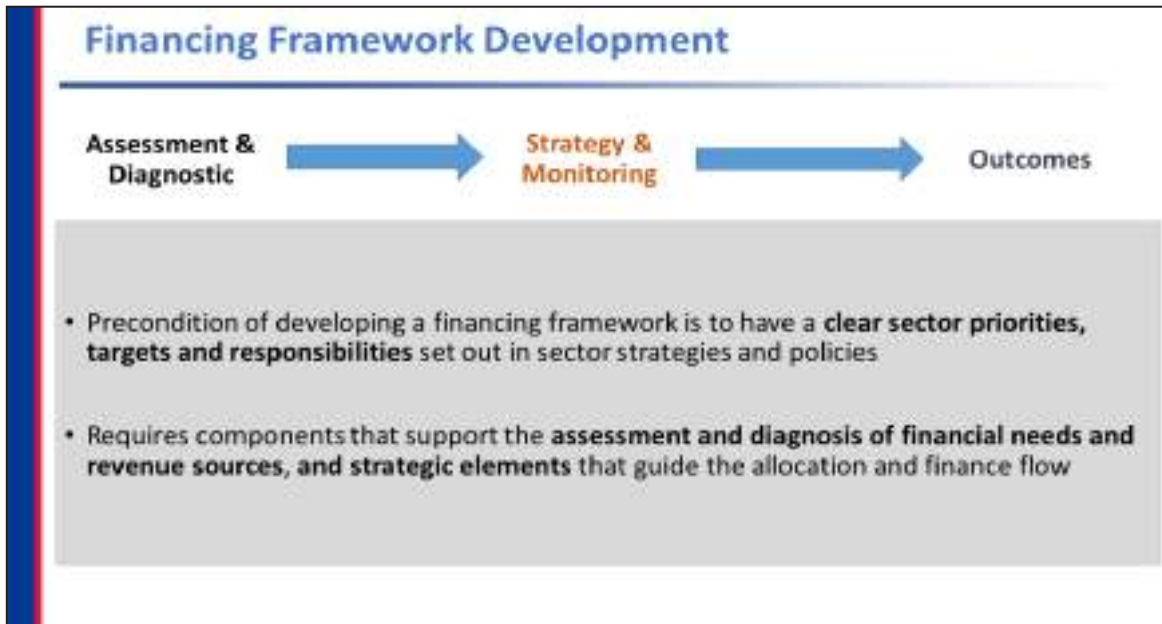 Financing Framework Development
Assessment &
Diagnostic
Strategy &
Monitoring
Outcomes
• Precondition of developing a financing framework is to have a clear sector priorities,
targets and responsibilities set out in sector strategies and policies
• Requires components that support the assessment and diagnosis of financial needs and
revenue sources, and strategic elements that guide the allocation and finance flow